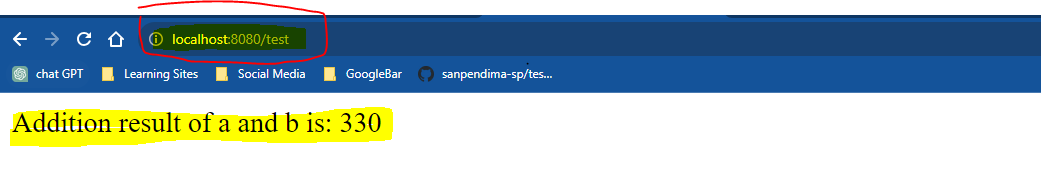 localhost:8080/test
chat GPT Learning Sites Social Media GoogleBar sanpendima-sp/tes...
Addition result of a and b is: 330